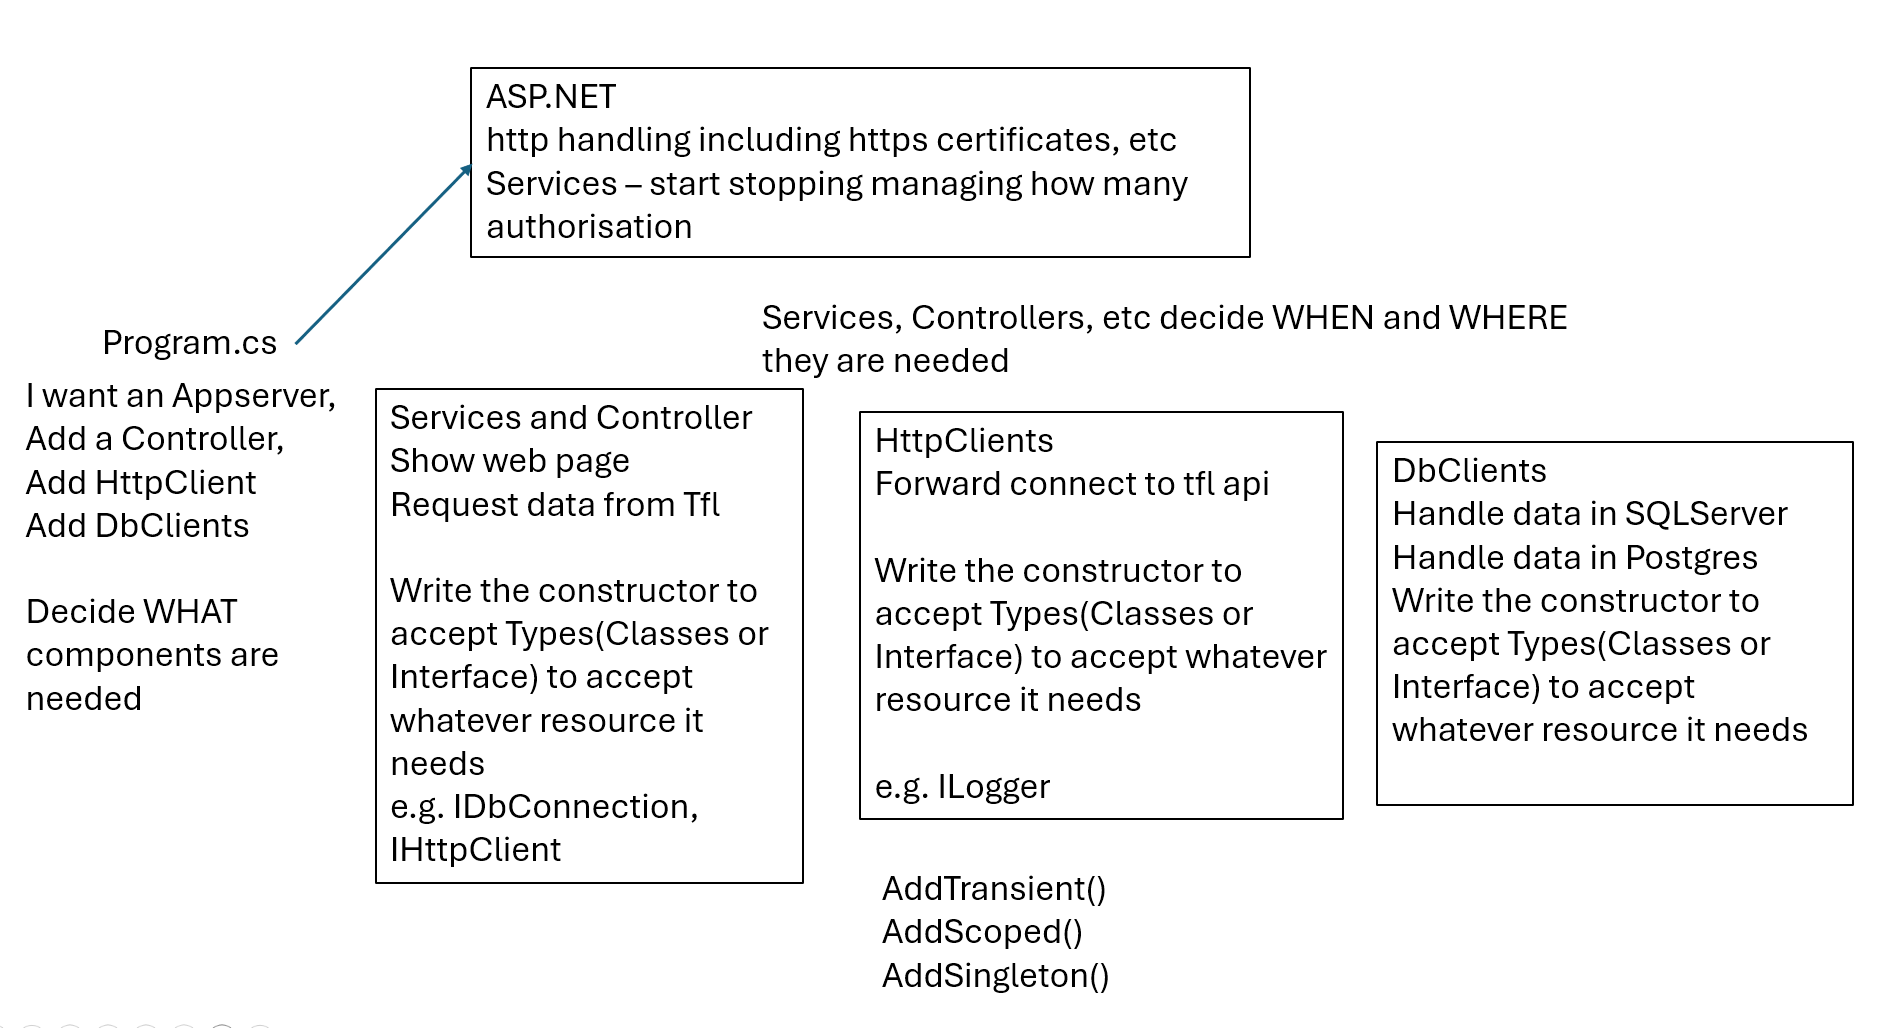 ASP.NET
http handling including https certificates, etc
Services – start stopping managing how many
authorisation
Program.cs
I want an Appserver,
Add a Controller,
Add HttpClient
Add DbClients
Decide WHAT
components are
needed
Services, Controllers, etc decide WHEN and WHERE
they are needed
Services and Controller
Show web page
Request data from Tfl
Write the constructor to
accept Types(Classes or
Interface) to accept
whatever resource it
needs
e.g. IDbConnection,
IHttpClient
HttpClients
Forward connect to tfl api
Write the constructor to
accept Types(Classes or
Interface) to accept whatever
resource it needs
e.g. ILogger
DbClients
Handle data in SQLServer
Handle data in Postgres
Write the constructor to
accept Types(Classes or
Interface) to accept
whatever resource it needs
AddTransient()
AddScoped()
AddSingleton()